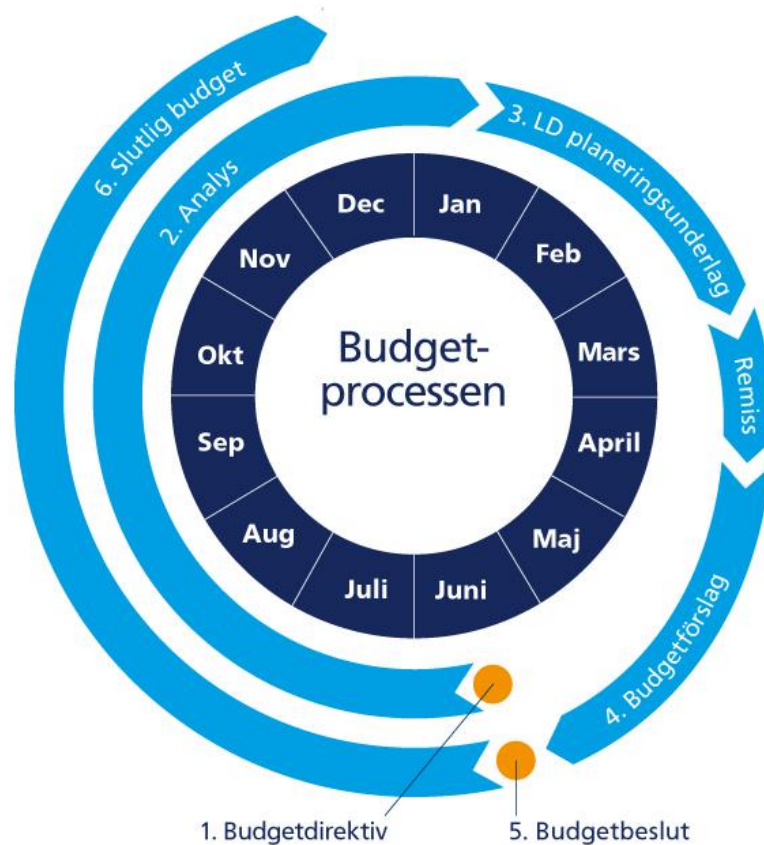 6. Slutlig budget
2. Analys
3. LD planeringsunderlag
Remiss
4. Budgetförslag
Dec
Jan
Nov
Feb
Okt
Mars
Sep
April
Aug
Maj
Juli
Juni
Budget-
processen
1. Budgetdirektiv
5. Budgetbeslut